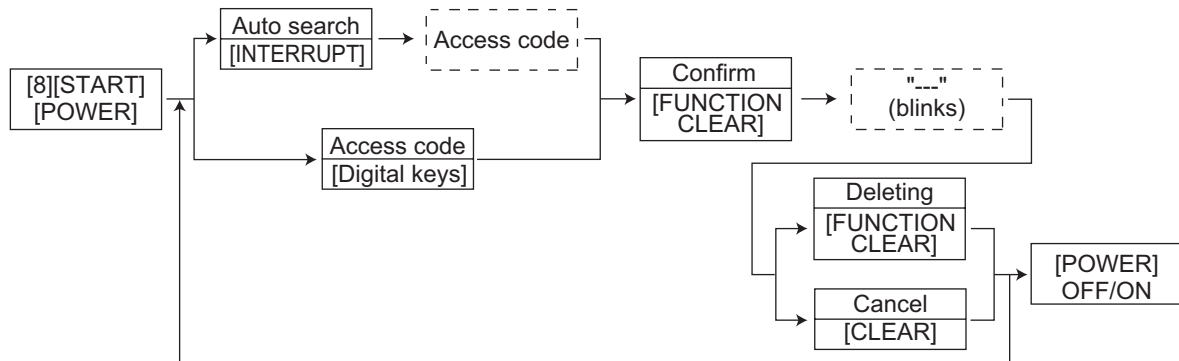 [8][START]
[POWER]
Auto search
[INTERRUPT]
Access code
Access code
[Digital keys]
Confirm
[FUNCTION
CLEAR]
"---"
(blinks)
Deleting
[FUNCTION
CLEAR]
Cancel
[CLEAR]
[POWER]
OFF/ON